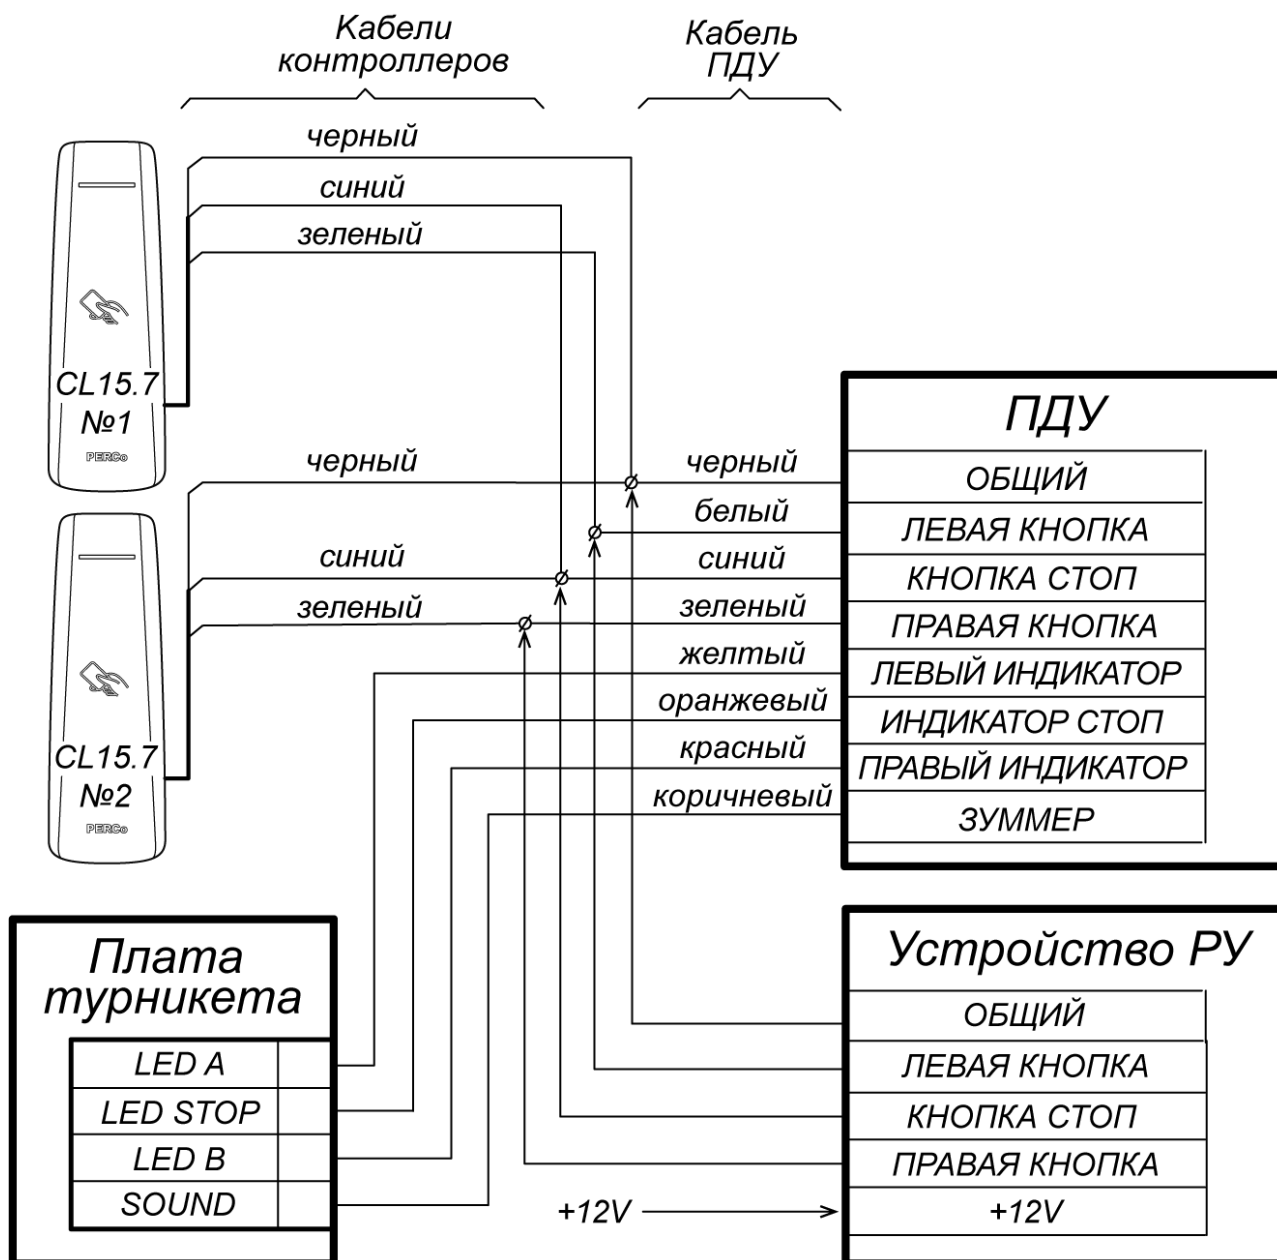 Кабели
контроллеров
Кабель
ПДУ
черный
синий
зеленый
CL15.7
№1
PERCo
черный
синий
зеленый
CL15.7
№2
PERCo
черный
белый
синий
зеленый
желтый
оранжевый
красный
коричневый
ПДУ
ОБЩИЙ
ЛЕВАЯ КНОПКА
КНОПКА СТОП
ПРАВАЯ КНОПКА
ЛЕВЫЙ ИНДИКАТОР
ИНДИКАТОР СТОП
ПРАВЫЙ ИНДИКАТОР
ЗУММЕР
Плата
турникета
LED A
LED STOP
LED B
SOUND
Устройство РУ
ОБЩИЙ
ЛЕВАЯ КНОПКА
КНОПКА СТОП
ПРАВАЯ КНОПКА
+12V
+12V